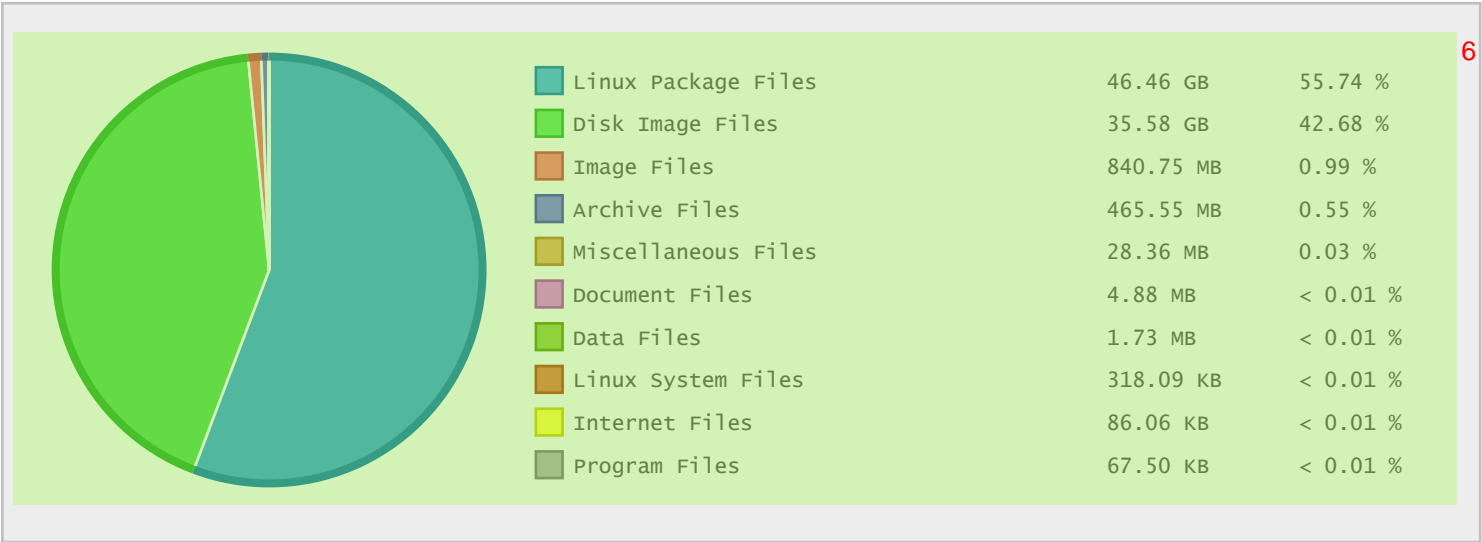 6
Linux Package Files 46.46 GB 55.74 %
Disk Image Files 35.58 GB 42.68 %
Image Files 840.75 MB 0.99 %
Archive Files 465.55 MB 0.55 %
Miscellaneous Files 28.36 MB 0.03 %
Document Files 4.88 MB < 0.01 %
Data Files 1.73 MB < 0.01 %
Linux System Files 318.09 KB < 0.01 %
Internet Files 86.06 KB < 0.01 %
Program Files 67.50 KB < 0.01 %